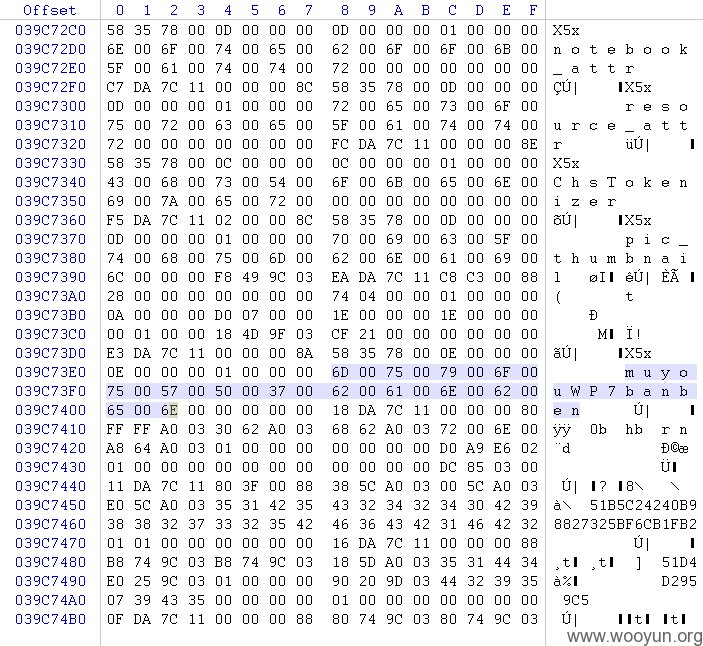 Offset 0 1 2 3 4 5 6 7 8 9 A B C D E F
039C72C0 58 35 78 00 0D 00 00 00 0D 00 00 00 01 00 00 00 X5x
039C72D0 6E 00 6F 00 74 00 65 00 62 00 6F 00 6F 00 6B 00 n o t e b o o k
039C72E0 5F 00 61 00 74 00 74 00 72 00 00 00 00 00 00 00 _ a t t r
039C72F0 C7 DA 7C 11 00 00 00 8C 58 35 78 00 0D 00 00 00 ÇÚ| ▮X5x
039C7300 0D 00 00 00 01 00 00 00 72 00 65 00 73 00 6F 00 r e s o
039C7310 75 00 72 00 63 00 65 00 5F 00 61 00 74 00 74 00 u r c e _ a t t
039C7320 72 00 00 00 00 00 00 00 FC DA 7C 11 00 00 00 8E r üÚ| ▮
039C7330 58 35 78 00 0C 00 00 00 0C 00 00 00 01 00 00 00 X5x
039C7340 43 00 68 00 73 00 54 00 6F 00 6B 00 65 00 6E 00 C h s T o k e n
039C7350 69 00 7A 00 65 00 72 00 00 00 00 00 00 00 00 00 i z e r
039C7360 F5 DA 7C 11 02 00 00 8C 58 35 78 00 0D 00 00 00 õÚ| ▮X5x
039C7370 0D 00 00 00 01 00 00 00 70 00 69 00 63 00 5F 00 p i c _
039C7380 74 00 68 00 75 00 6D 00 62 00 6E 00 61 00 69 00 t h u m b n a i
039C7390 6C 00 00 00 F8 49 9C 03 EA DA 7C 11 C8 C3 00 88 l øI▮ êÚ| ÈÃ ▮
039C73A0 28 00 00 00 00 00 00 00 74 04 00 00 01 00 00 00 ( t
039C73B0 0A 00 00 00 D0 07 00 00 1E 00 00 00 1E 00 00 00 Ð
039C73C0 00 01 00 00 18 4D 9F 03 CF 21 00 00 00 00 00 00 M▮ Ï!
039C73D0 E3 DA 7C 11 00 00 00 8A 58 35 78 00 0E 00 00 00 ãÚ| ▮X5x
039C73E0 0E 00 00 00 01 00 00 00 6D 00 75 00 79 00 6F 00 m u y o
039C73F0 75 00 57 00 50 00 37 00 62 00 61 00 6E 00 62 00 u W P 7 b a n b
039C7400 65 00 6E 00 00 00 00 00 18 DA 7C 11 00 00 00 80 e n Ú| ▮
039C7410 FF FF A0 03 30 62 A0 03 68 62 A0 03 72 00 6E 00 ÿÿ 0b hb r n
039C7420 A8 64 A0 03 01 00 00 00 00 00 00 00 D0 A9 E6 02 ¨d Ð©æ
039C7430 01 00 00 00 00 00 00 00 00 00 00 00 DC 85 03 00 Ü▮
039C7440 11 DA 7C 11 80 3F 00 88 38 5C A0 03 00 5C A0 03 Ú| ▮? ▮8\ \
039C7450 E0 5C A0 03 35 31 42 35 43 32 34 32 34 30 42 39 à\ 51B5C24240B9
039C7460 38 38 32 37 33 32 35 42 46 36 43 42 31 46 42 32 8827325BF6CB1FB2
039C7470 01 01 00 00 00 00 00 00 16 DA 7C 11 00 00 00 88 Ú| ▮
039C7480 B8 74 9C 03 B8 74 9C 03 18 5D A0 03 35 31 44 34 ¸t▮ ¸t▮ ] 51D4
039C7490 E0 25 9C 03 01 00 00 00 90 20 9D 03 44 32 39 35 à%▮ D295
039C74A0 07 39 43 35 00 00 00 00 01 00 00 00 00 00 00 00 9C5
039C74B0 0F DA 7C 11 00 00 00 88 80 74 9C 03 80 74 9C 03 Ú| ▮▮t▮ ▮t▮
www.wooyun.org